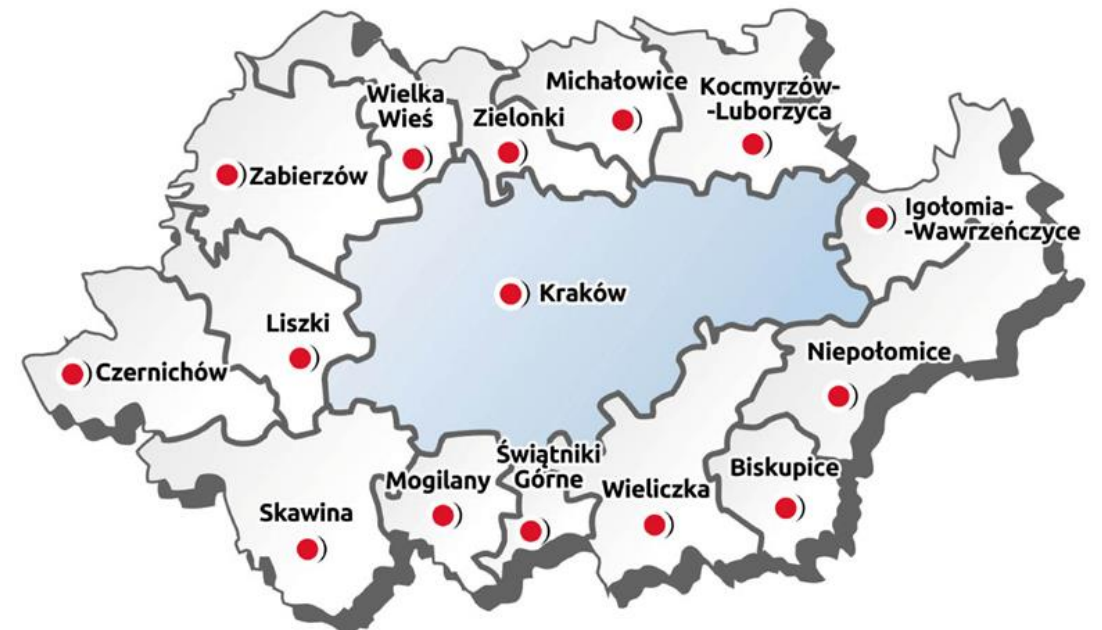 Michałowice
Kocmyrzów-
-Luborzyca
Wielka
Wieś
Zielonki
Zabierzów
Igołomia-
-Wawrzeńczyce
Kraków
Liszki
Niepołomice
Czernichów
Świątniki
Górne
Biskupice
Mogilany
Wieliczka
Skawina